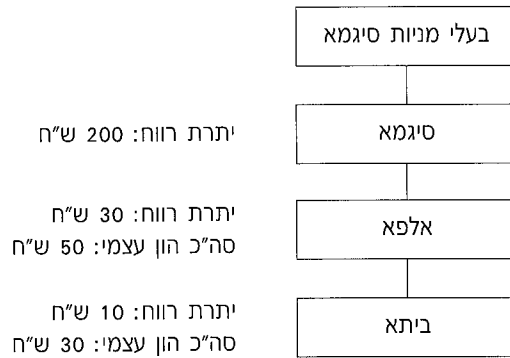 בעלי מניות סיגמא
סיגמא
יתרת רווח: 200 ש"ח
אלפא
יתרת רווח: 30 ש"ח
סה"כ הון עצמי: 50 ש"ח
ביתא
יתרת רווח: 10 ש"ח
סה"כ הון עצמי: 30 ש"ח